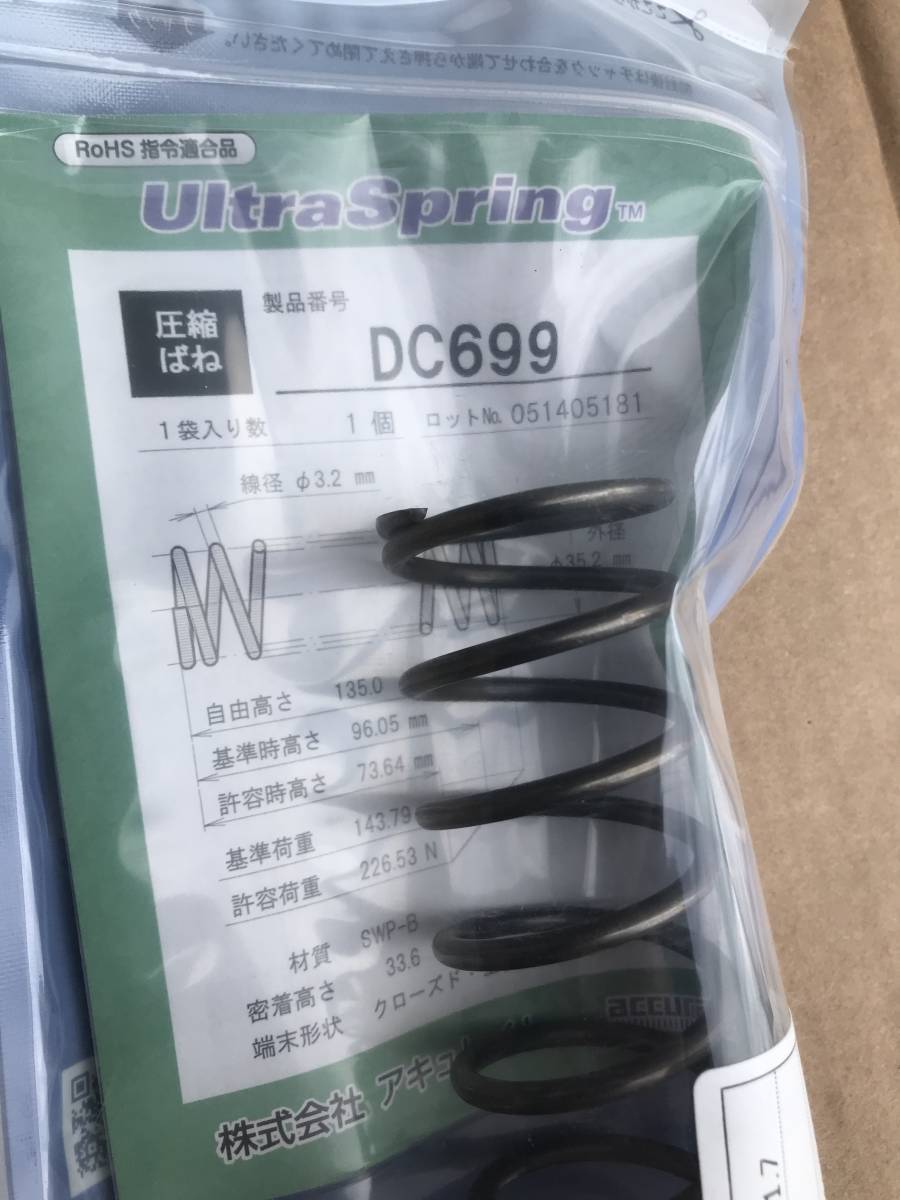 RoHS 指令適合品
UltraSpring™
圧縮
ばね
製品番号
DC699
1袋入り数 1 個 ロット№ 051405181
線径 φ3.2 mm
外径
φ35.2 mm
自由高さ 135.0
基準時高さ 96.05 mm
許容時高さ 73.64 mm
基準荷重 143.79
許容荷重 226.53 N
材質 SWP-B
密着高さ 33.6
端末形状 クローズド・
株式会社 アキュ
1.7